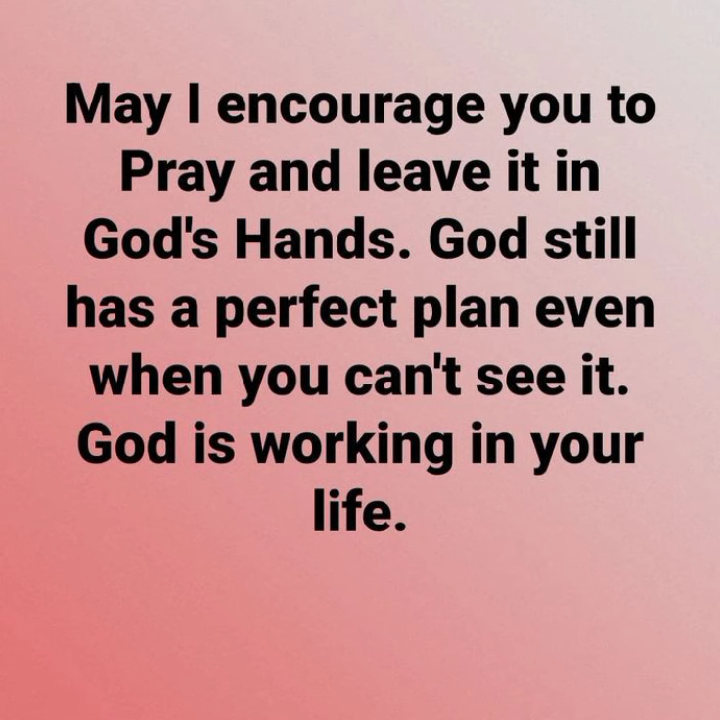 May I encourage you to
Pray and leave it in
God's Hands. God still
has a perfect plan even
when you can't see it.
God is working in your
life.